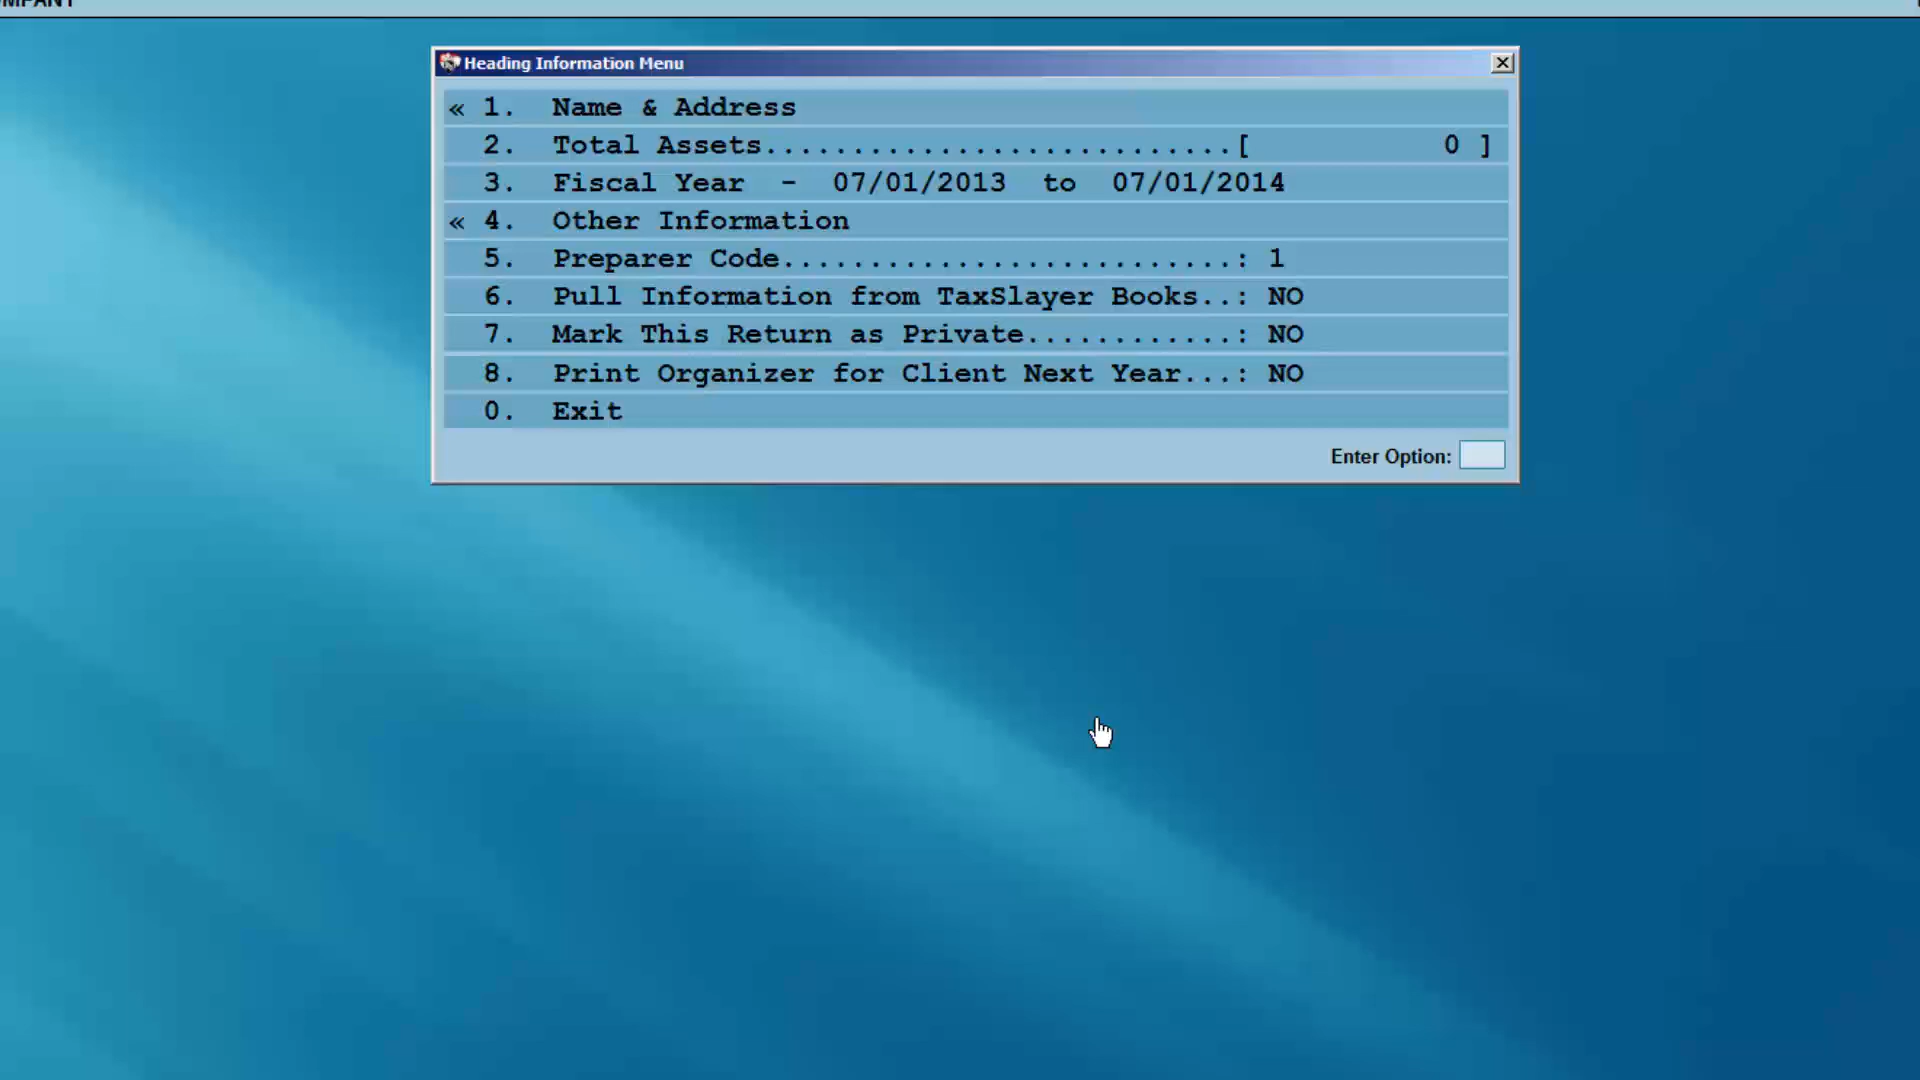 Heading Information Menu
« 1. Name & Address
2. Total Assets...........................[ 0 ]
3. Fiscal Year - 07/01/2013 to 07/01/2014
« 4. Other Information
5. Preparer Code..........................: 1
6. Pull Information from TaxSlayer Books..: NO
7. Mark This Return as Private............: NO
8. Print Organizer for Client Next Year...: NO
0. Exit
Enter Option: